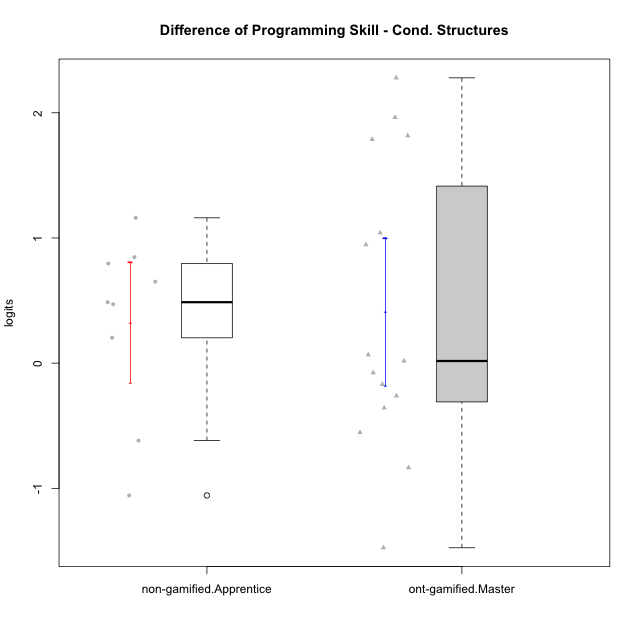 Difference of Programming Skill - Cond. Structures
logits
2
1
0
-1
non-gamified.Apprentice
ont-gamified.Master